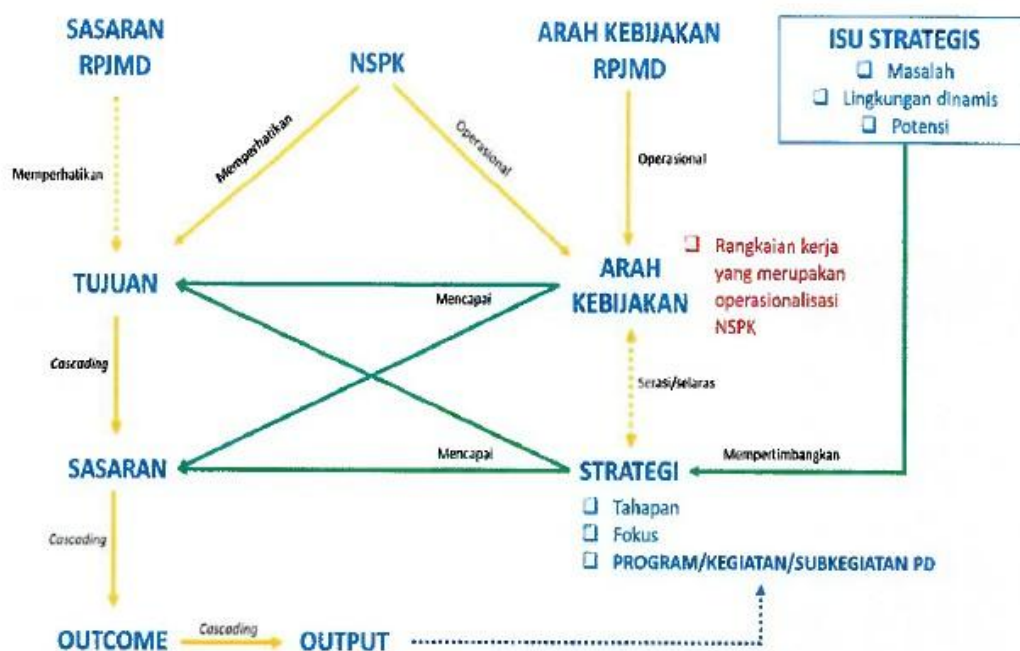 SASARAN
RPJMD
NSPK
ARAH KEBIJAKAN
RPJMD
ISU STRATEGIS
Masalah
Lingkungan dinamis
Potensi
Memperhatikan
Memperhatikan
Operasional
Operasional
TUJUAN
Mencapai
ARAH
KEBIJAKAN
Rangkaian kerja
yang merupakan
operasionalisasi
NSPK
Cascading
Serasi/selaras
SASARAN
Mencapai
STRATEGI
Mempertimbangkan
Tahapan
Fokus
PROGRAM/KEGIATAN/SUBKEGIATAN PD
Cascading
OUTCOME
Cascading
OUTPUT